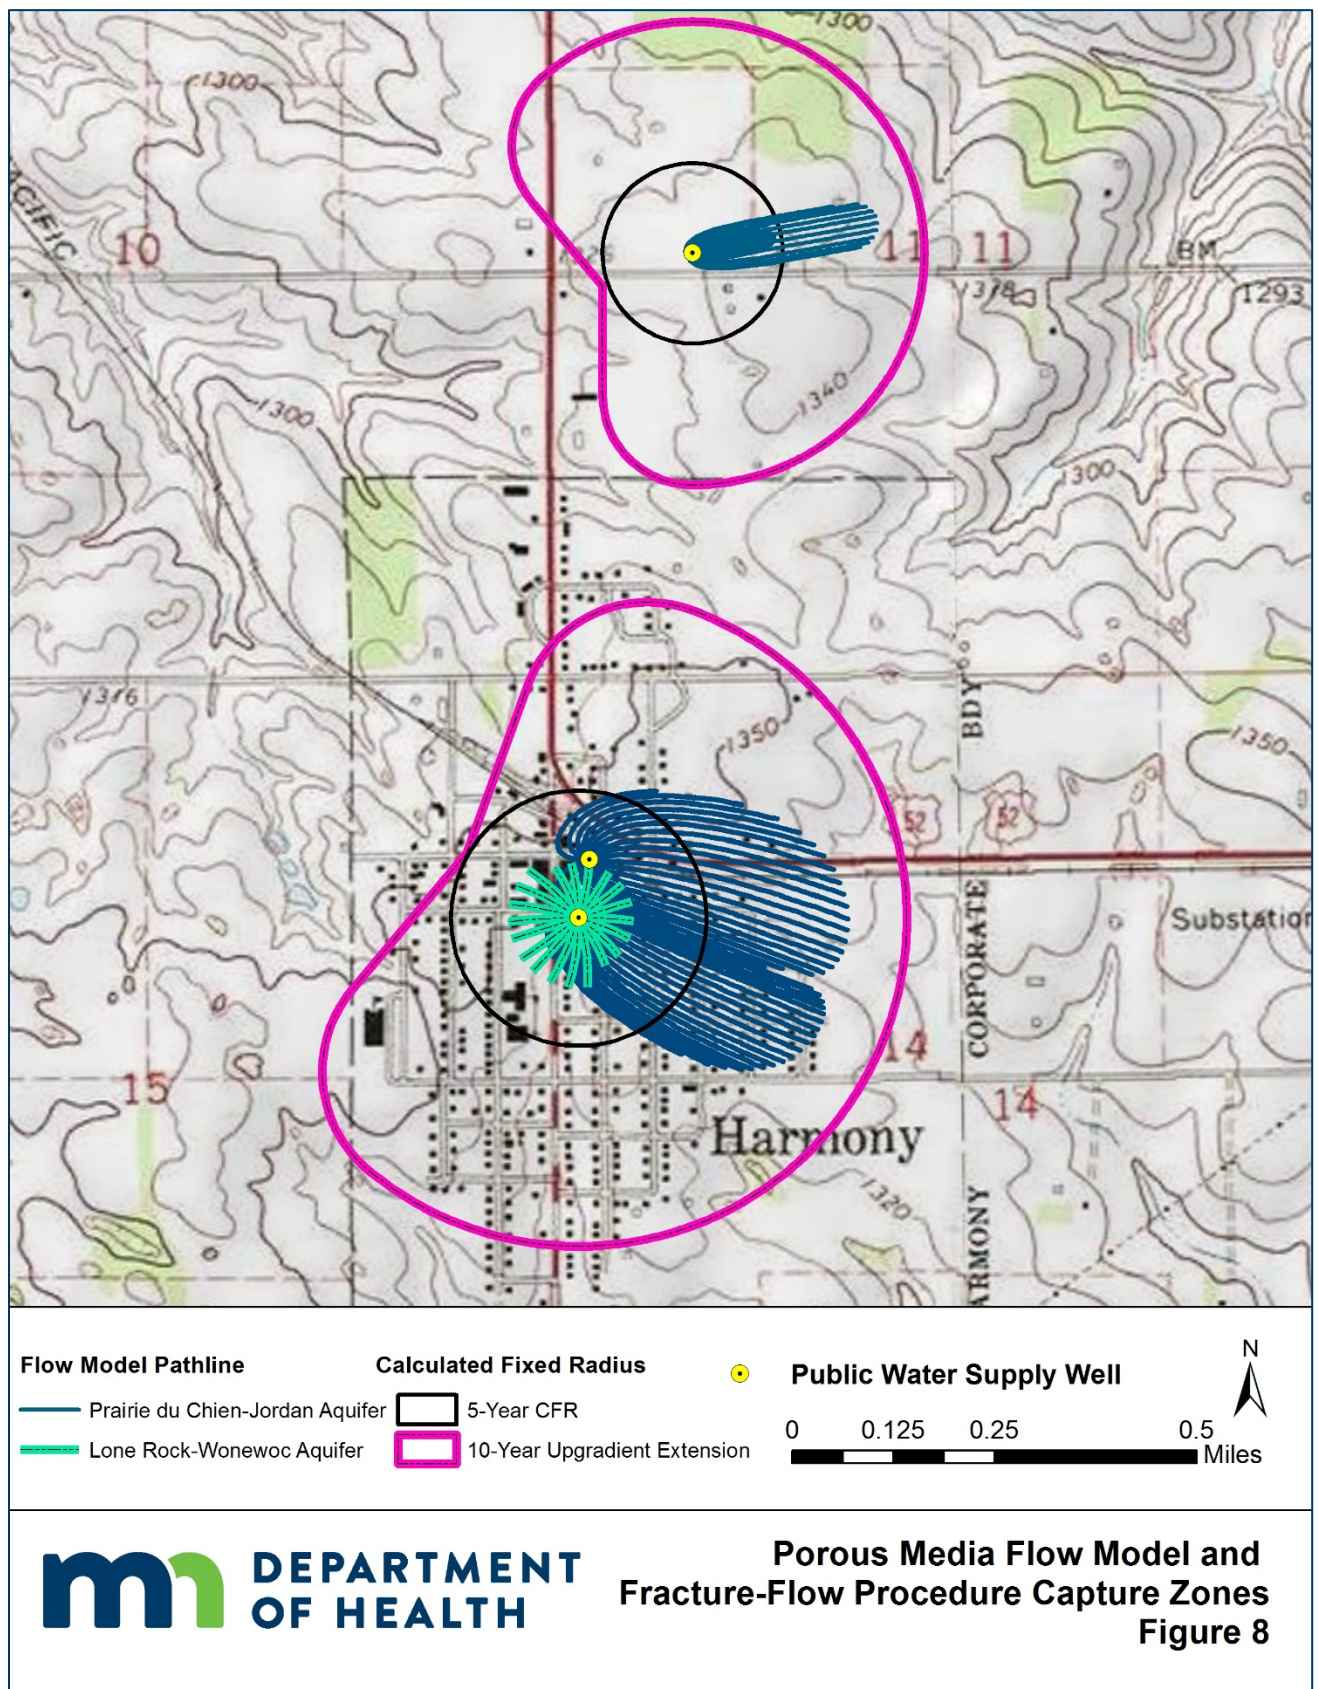 1300
1300
PACIFIC
10
11
11
BM
1378
1293
1340
1300
1300
1316
BDY
1350
1350
52
52
CORPORATE
Substation
14
15
14
Harmony
1320
HARMONY
Flow Model Pathline
Prairie du Chien-Jordan Aquifer
Lone Rock-Wonewoc Aquifer
Calculated Fixed Radius
5-Year CFR
10-Year Upgradient Extension
Public Water Supply Well
0 0.125 0.25 0.5
Miles
N
mn
DEPARTMENT
OF HEALTH
Porous Media Flow Model and
Fracture-Flow Procedure Capture Zones
Figure 8